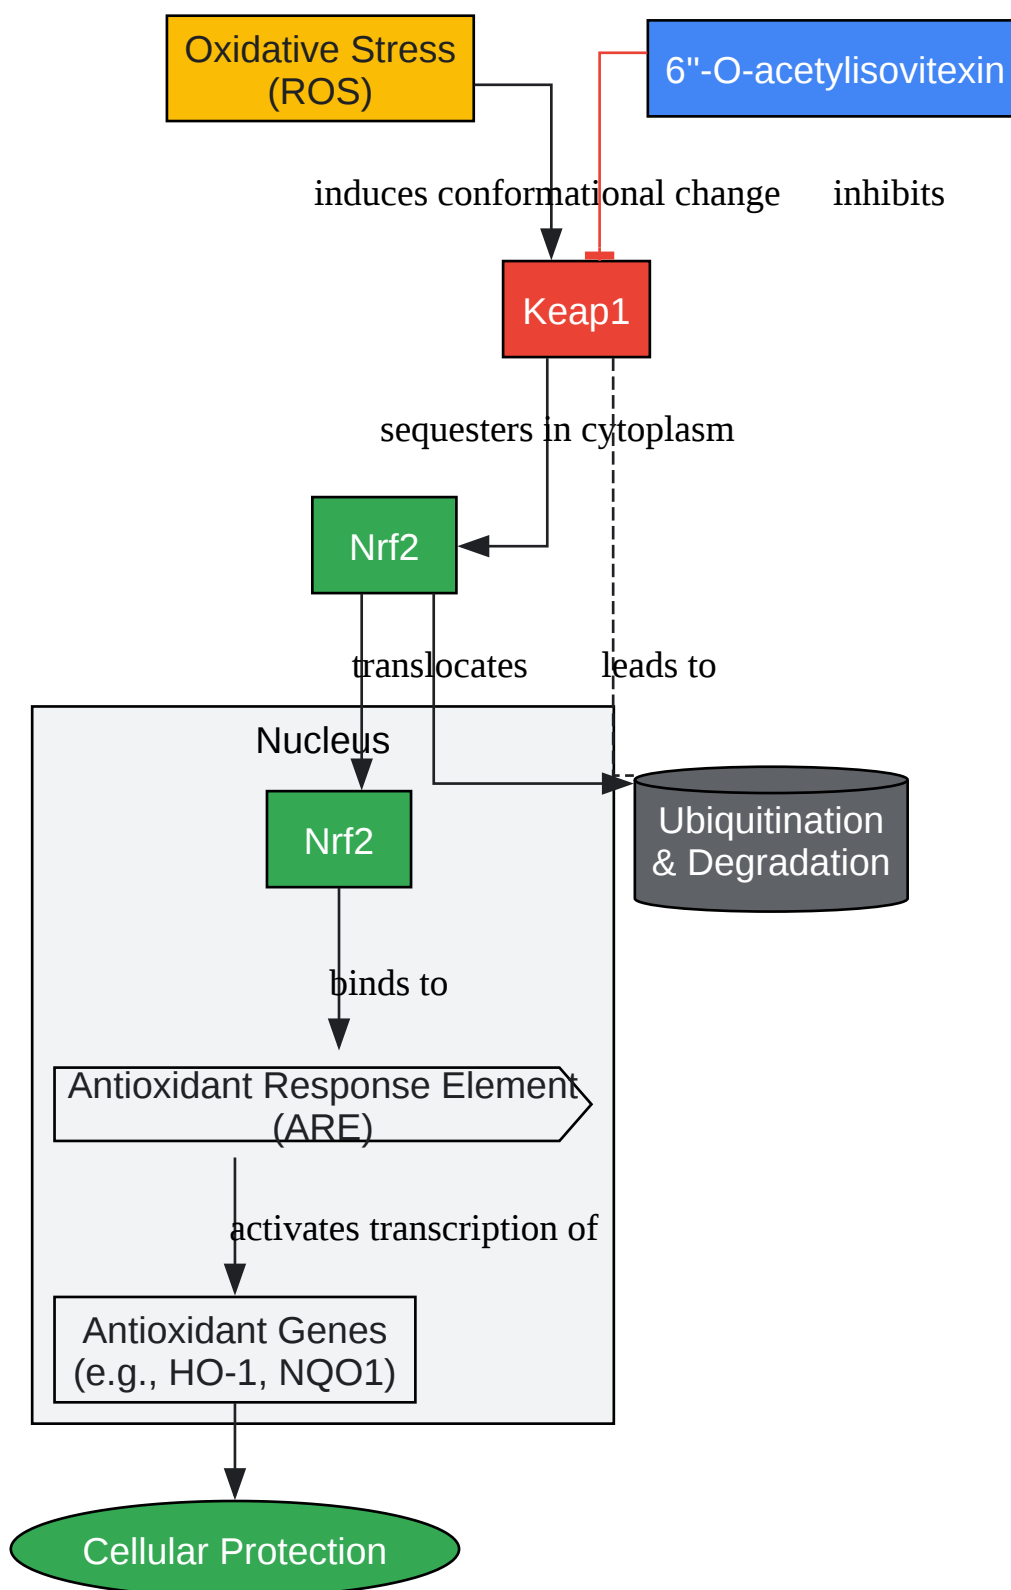 Oxidative Stress
(ROS)
6"-O-acetylisovitexin
induces conformational change
inhibits
Keap1
sequesters in cytoplasm
Nrf2
translocates
leads to
Nucleus
Nrf2
Ubiquitination
& Degradation
binds to
Antioxidant Response Element
(ARE)
activates transcription of
Antioxidant Genes
(e.g., HO-1, NQO1)
Cellular Protection